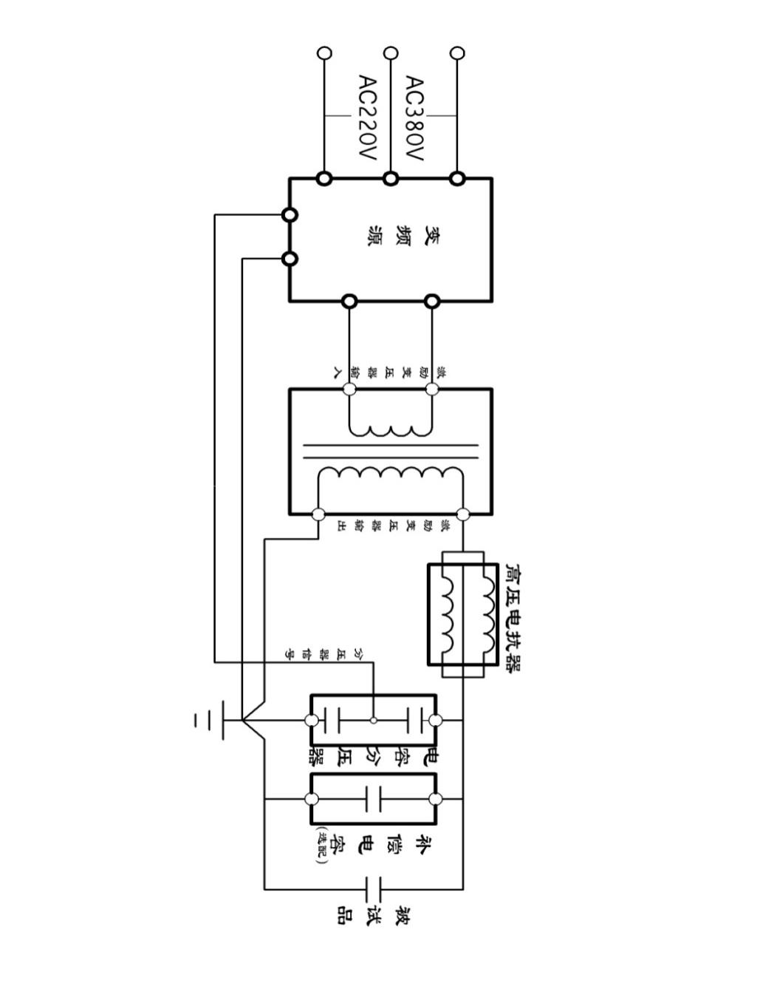 AC380V
AC220V
变频源
激励变压器输入
激励变压器输出
高压电抗器
分压器信号
电容分压器
补偿电容
(选配)
被试品